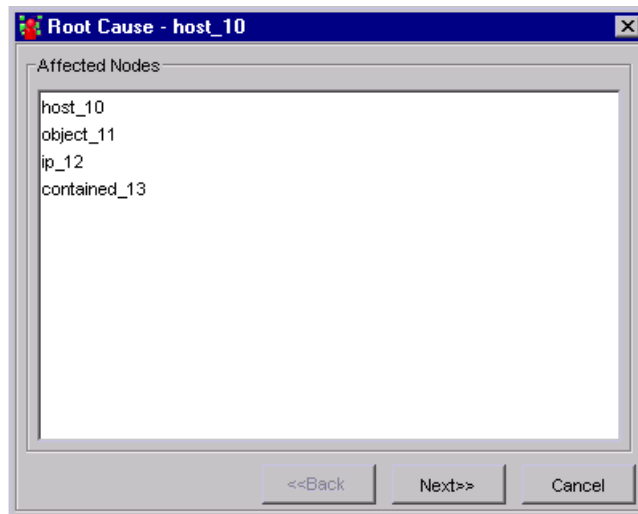 Root Cause - host_10
Affected Nodes
host_10
object_11
ip_12
contained_13
<<Back Next>> Cancel